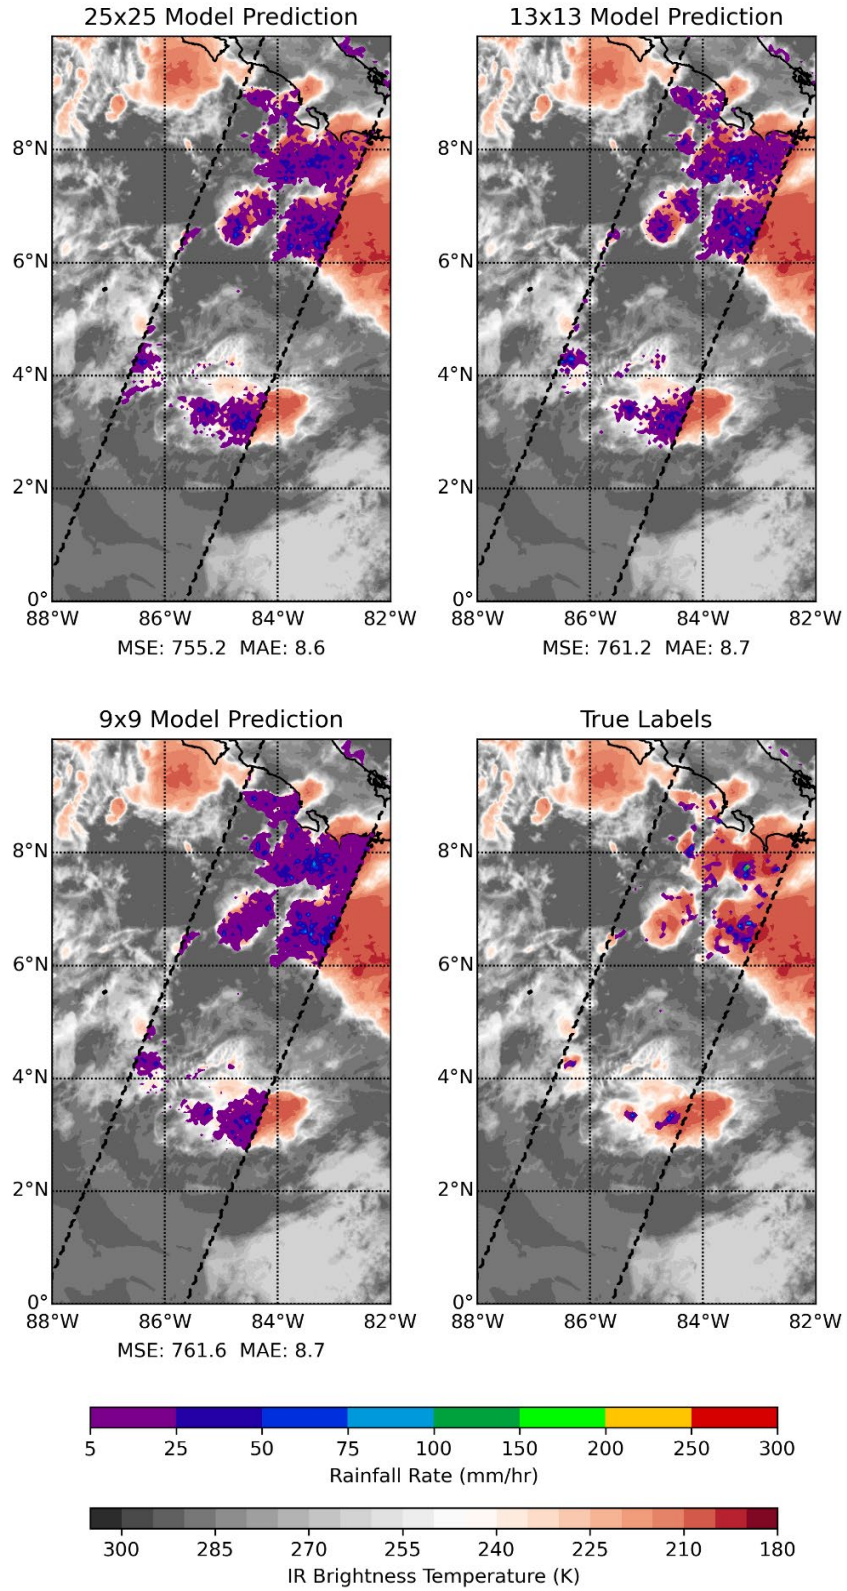 25x25 Model Prediction
13x13 Model Prediction
8°N
6°N
4°N
2°N
0°
88°W 86°W 84°W 82°W
MSE: 755.2 MAE: 8.6
8°N
6°N
4°N
2°N
0°
88°W 86°W 84°W 82°W
MSE: 761.2 MAE: 8.7
9x9 Model Prediction
True Labels
8°N
6°N
4°N
2°N
0°
88°W 86°W 84°W 82°W
MSE: 761.6 MAE: 8.7
8°N
6°N
4°N
2°N
0°
88°W 86°W 84°W 82°W
5 25 50 75 100 150 200 250 300
Rainfall Rate (mm/hr)
300 285 270 255 240 225 210 180
IR Brightness Temperature (K)